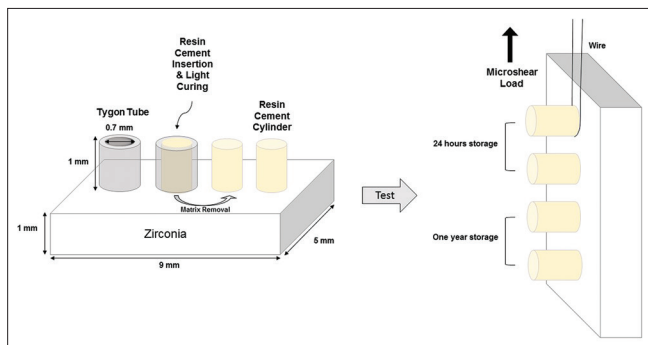 Resin
Cement
Insertion
& Light
Curing
Tygon Tube
0.7 mm
Resin
Cement
Cylinder
1 mm
Matrix Removal
1 mm
Zirconia
5 mm
9 mm
Test
Wire
Microshear
Load
24 hours storage
One year storage